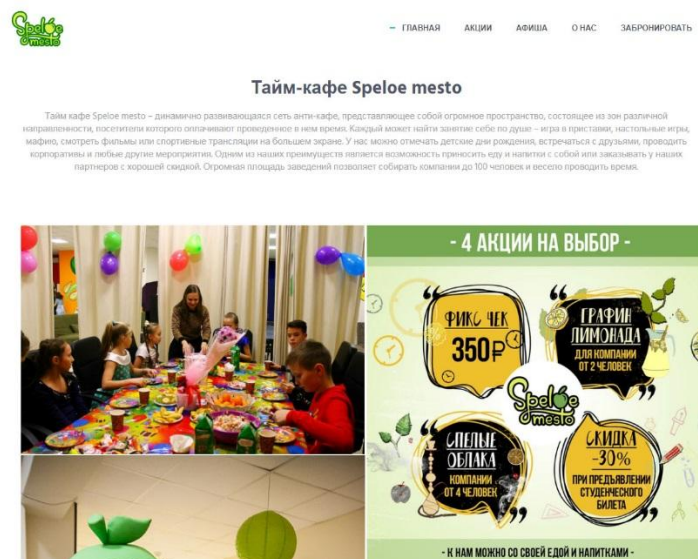 Speloe
mesto
ГЛАВНАЯ АКЦИИ АФИША О НАС ЗАБРОНИРОВАТЬ
Тайм-кафе Speloe mesto
Тайм кафе Speloe mesto – динамично развивающаяся сеть анти-кафе, представляющее собой огромное пространство, состоящее из зон различной
направленности, посетители которого оплачивают проведенное в нем время. Каждый может найти занятие себе по душе – игра в приставки, настольные игры,
мафию, смотреть фильмы или спортивные трансляции на большем экране. У нас можно отмечать детские дни рождения, встречаться с друзьями, проводить
корпоративы и любые другие мероприятия. Одним из наших преимуществ является возможность приносить еду и напитки с собой или заказывать у наших
партнеров с хорошей скидкой. Огромная площадь заведений позволяет собирать компании до 100 человек и весело проводить время.
- 4 АКЦИИ НА ВЫБОР -
ФИКС ЧЕК
350₽
ГРАФИН
ЛИМОНАДА
ДЛЯ КОМПАНИИ
ОТ 2 ЧЕЛОВЕК
Speloe
mesto
СПЕЛЫЕ
ОБЛАКА
КОМПАНИИ
ОТ 4 ЧЕЛОВЕК
СКИДКА
-30%
ПРИ ПРЕДЪЯВЛЕНИИ
СТУДЕНЧЕСКОГО
БИЛЕТА
- К НАМ МОЖНО СО СВОЕЙ ЕДОЙ И НАПИТКАМИ -